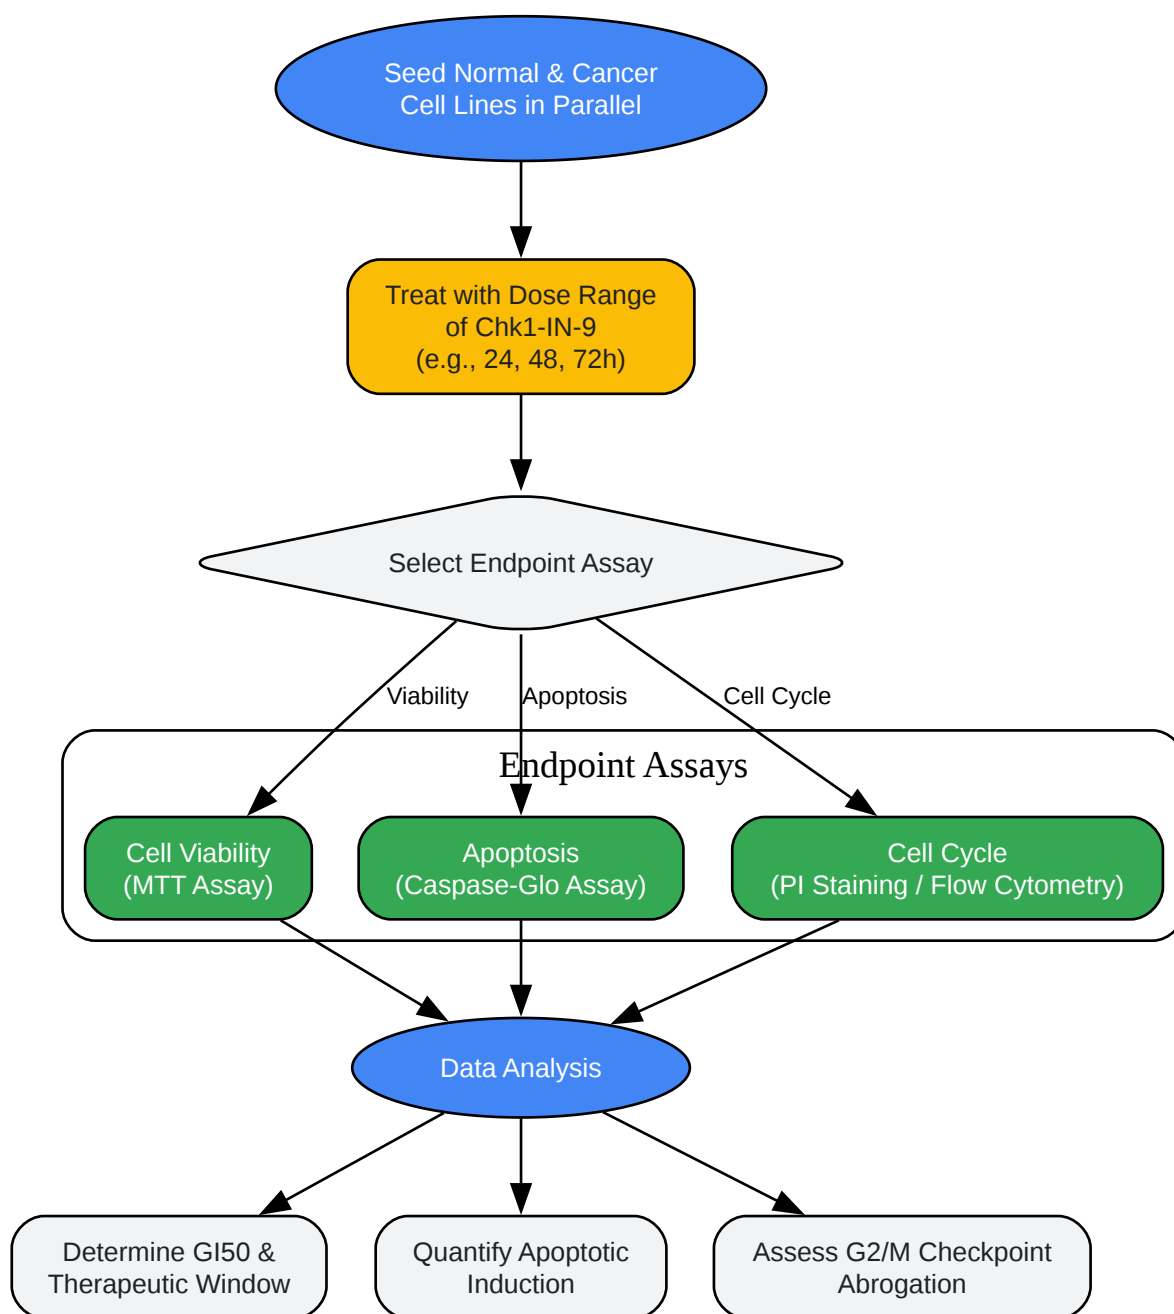 Seed Normal & Cancer
Cell Lines in Parallel
Treat with Dose Range
of Chk1-IN-9
(e.g., 24, 48, 72h)
Select Endpoint Assay
Viability
Apoptosis
Cell Cycle
Endpoint Assays
Cell Viability
(MTT Assay)
Apoptosis
(Caspase-Glo Assay)
Cell Cycle
(PI Staining / Flow Cytometry)
Data Analysis
Determine GI50 &
Therapeutic Window
Quantify Apoptotic
Induction
Assess G2/M Checkpoint
Abrogation